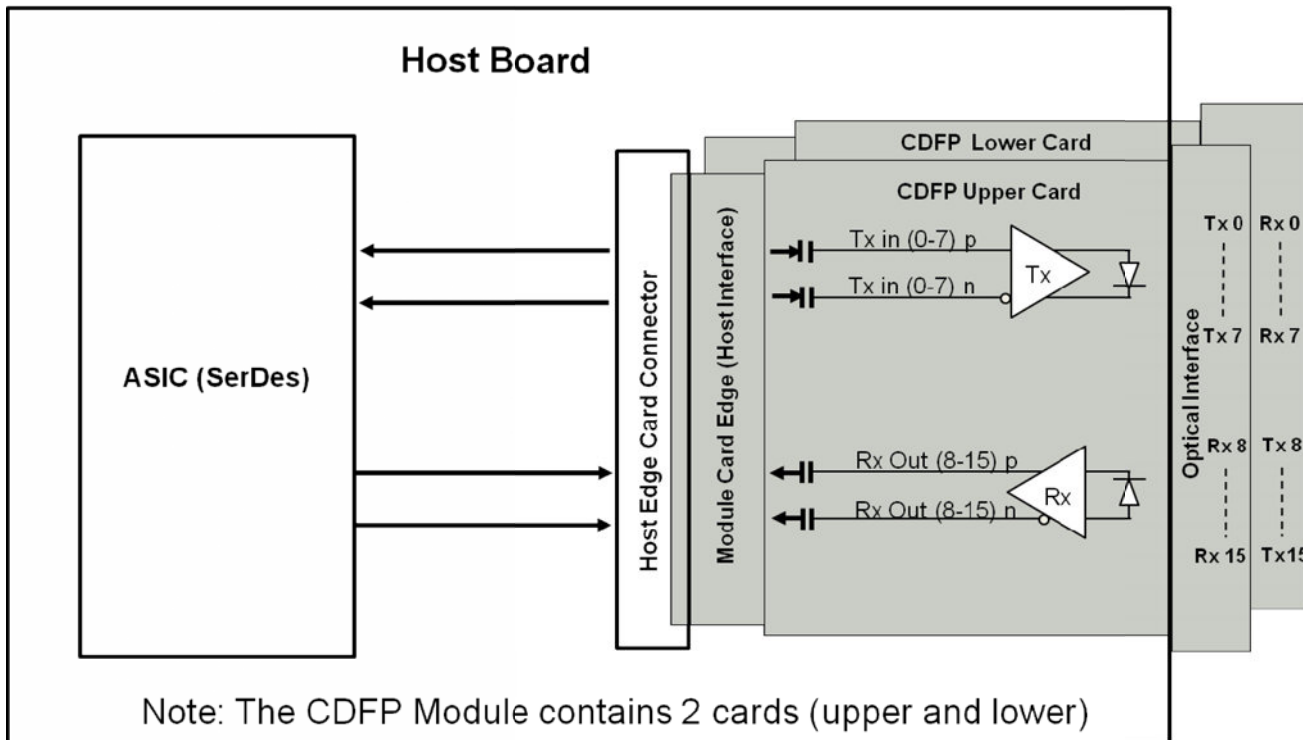 Host Board
CDFP Lower Card
CDFP Upper Card
ASIC (SerDes)
Host Edge Card Connector
Module Card Edge (Host Interface)
Tx in (0-7) p
Tx in (0-7) n
Tx
Rx Out (8-15) p
Rx Out (8-15) n
Rx
Optical Interface
Tx 0
Rx 0
Tx 7
Rx 7
Rx 8
Tx 8
Rx 15
Tx15
Note: The CDFP Module contains 2 cards (upper and lower)